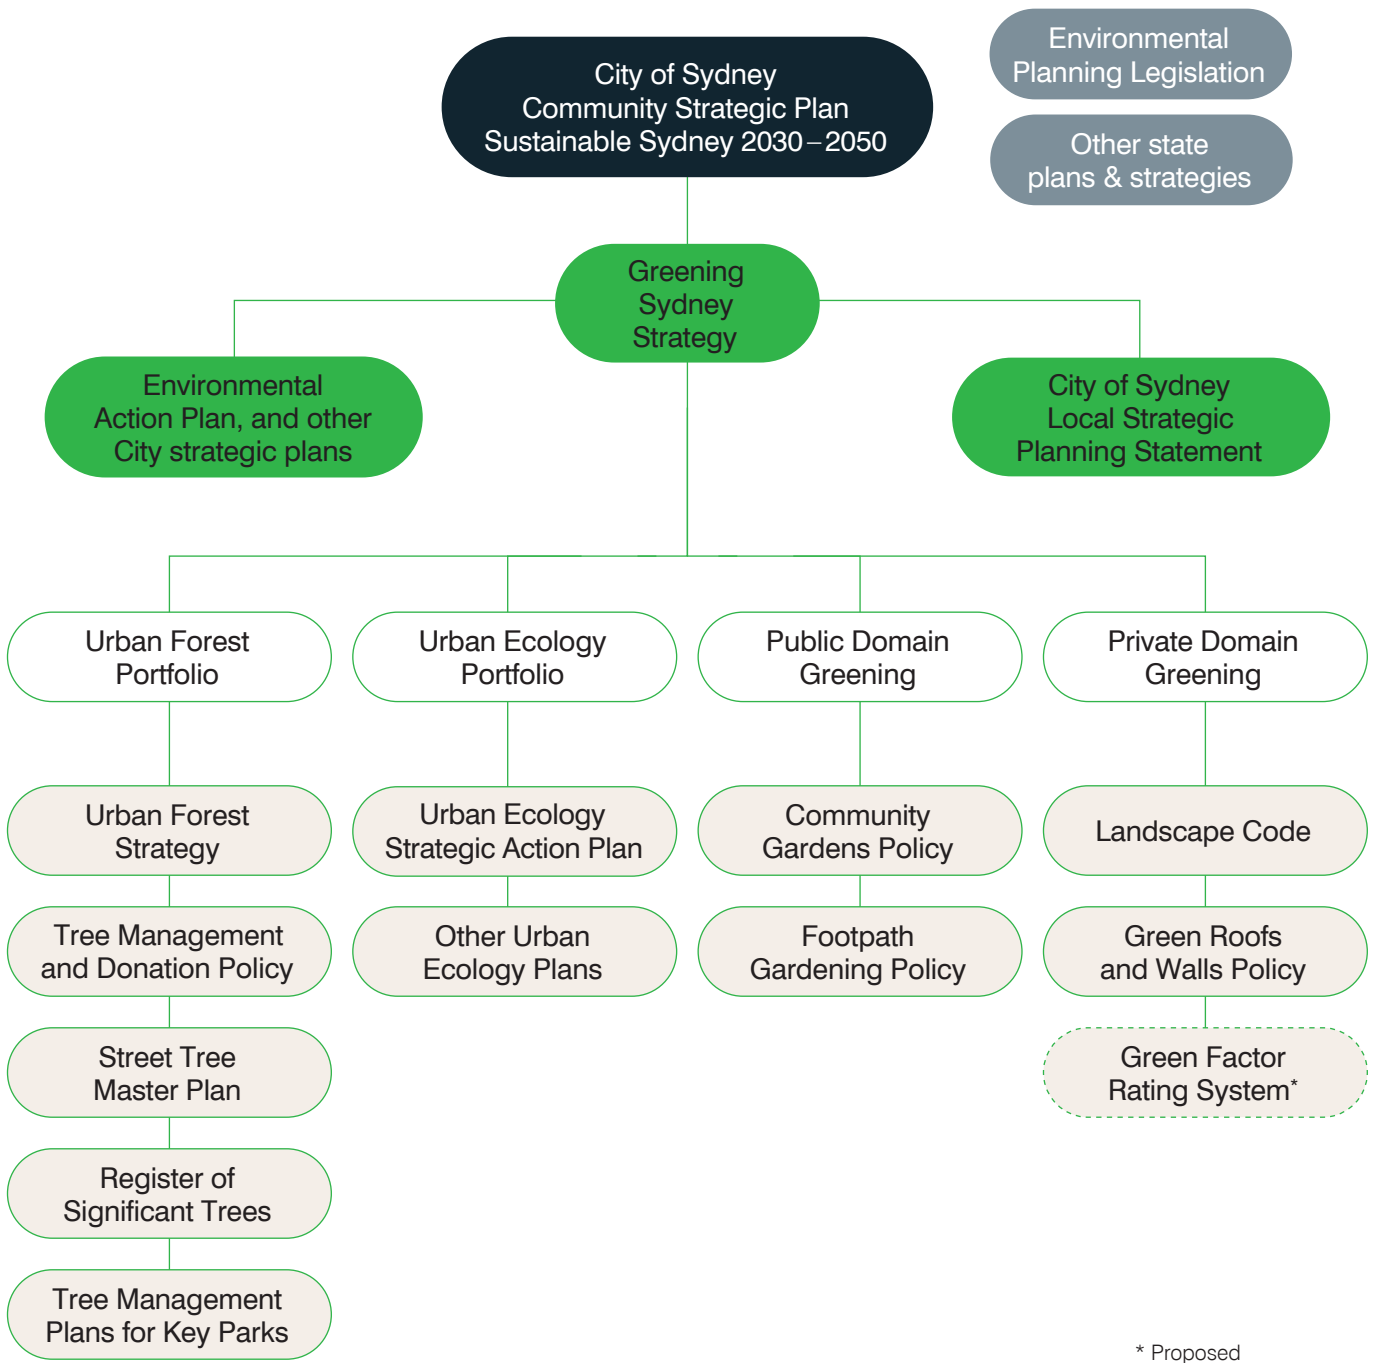 City of Sydney
Community Strategic Plan
Sustainable Sydney 2030–2050
Environmental
Planning Legislation
Other state
plans & strategies
Greening
Sydney
Strategy
Environmental
Action Plan, and other
City strategic plans
City of Sydney
Local Strategic
Planning Statement
Urban Forest
Portfolio
Urban Ecology
Portfolio
Public Domain
Greening
Private Domain
Greening
Urban Forest
Strategy
Urban Ecology
Strategic Action Plan
Community
Gardens Policy
Landscape Code
Tree Management
and Donation Policy
Other Urban
Ecology Plans
Footpath
Gardening Policy
Green Roofs
and Walls Policy
Street Tree
Master Plan
Green Factor
Rating System*
Register of
Significant Trees
Tree Management
Plans for Key Parks
* Proposed